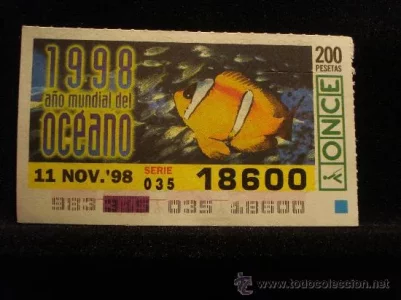 1998
año mundial del
océano
200
PESETAS
ONCE
11 NOV.'98
SERIE
035
18600
035 18600
www.todocoleccion.net